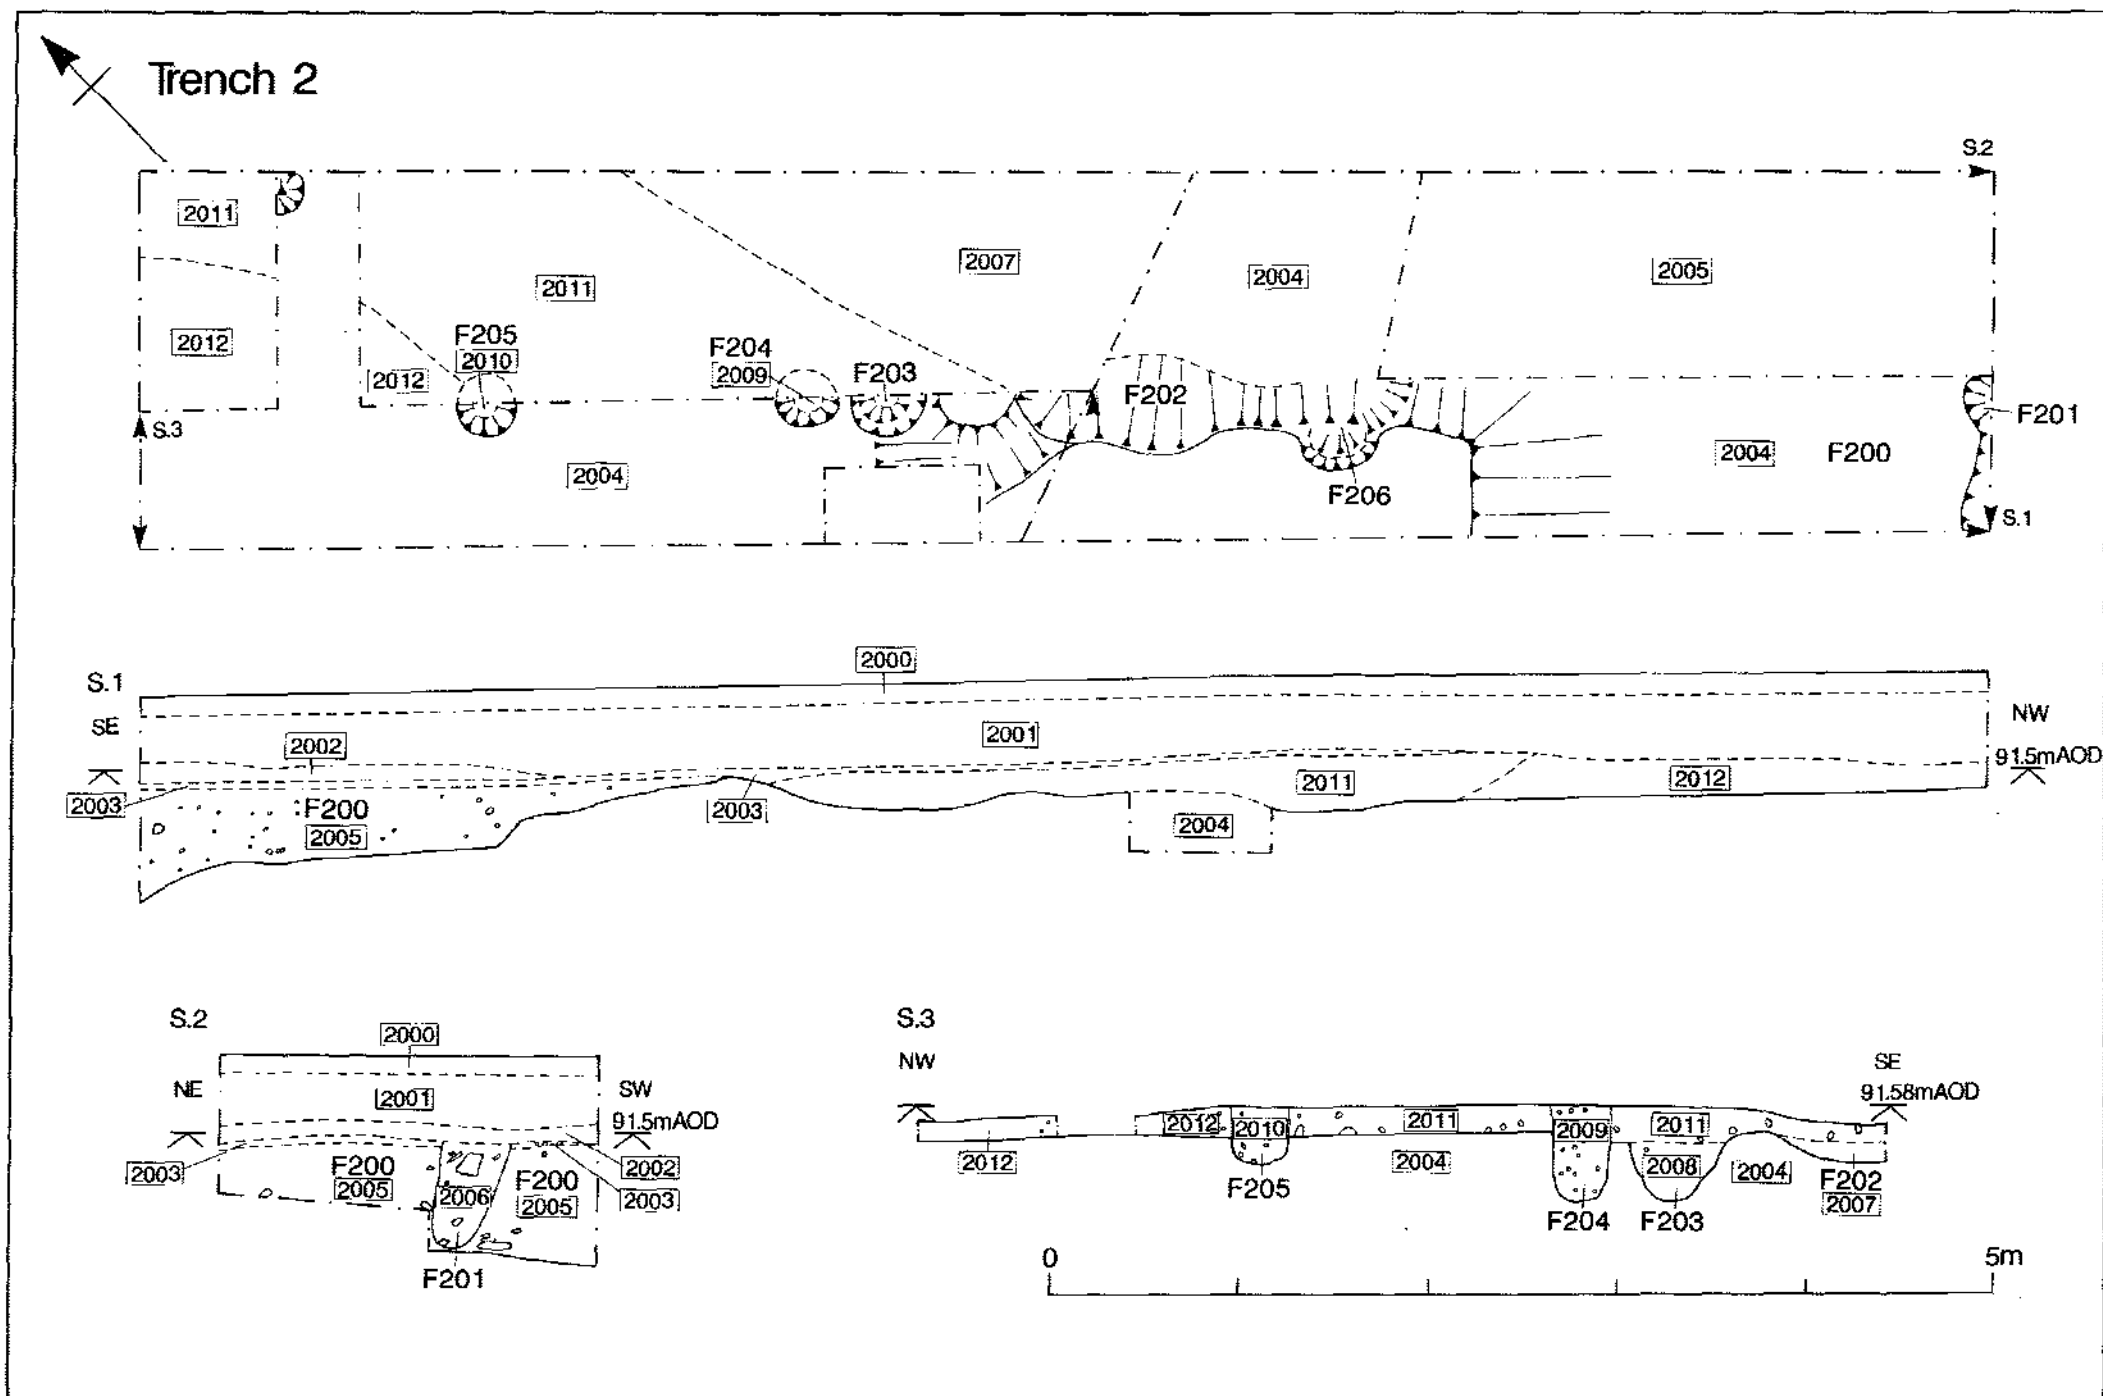 Trench 2
S.2
2011
2007
2004
2005
2011
2012
F205
2010
F204
2009
F203
2012
F202
F201
S.3
2004
2004
F200
F206
S.1
2000
S.1
SE
NW
2001
2002
91.5mAOD
2003
F200
2005
2003
2011
2012
2004
S.2
S.3
2000
NE
SW
NW
SE
2001
91.5mAOD
91.58mAOD
2003
F200
2005
2006
F200
2005
2002
2003
F201
2012
2012
2010
2011
2009
2011
2004
2008
2004
F205
F204
F203
F202
2007
0
5m